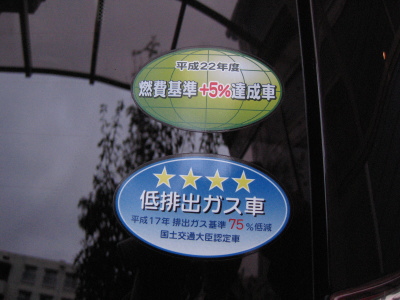 平成22年度
燃費基準+5%達成車
低排出ガス車
平成17年 排出ガス基準75%低減
国土交通大臣認定車